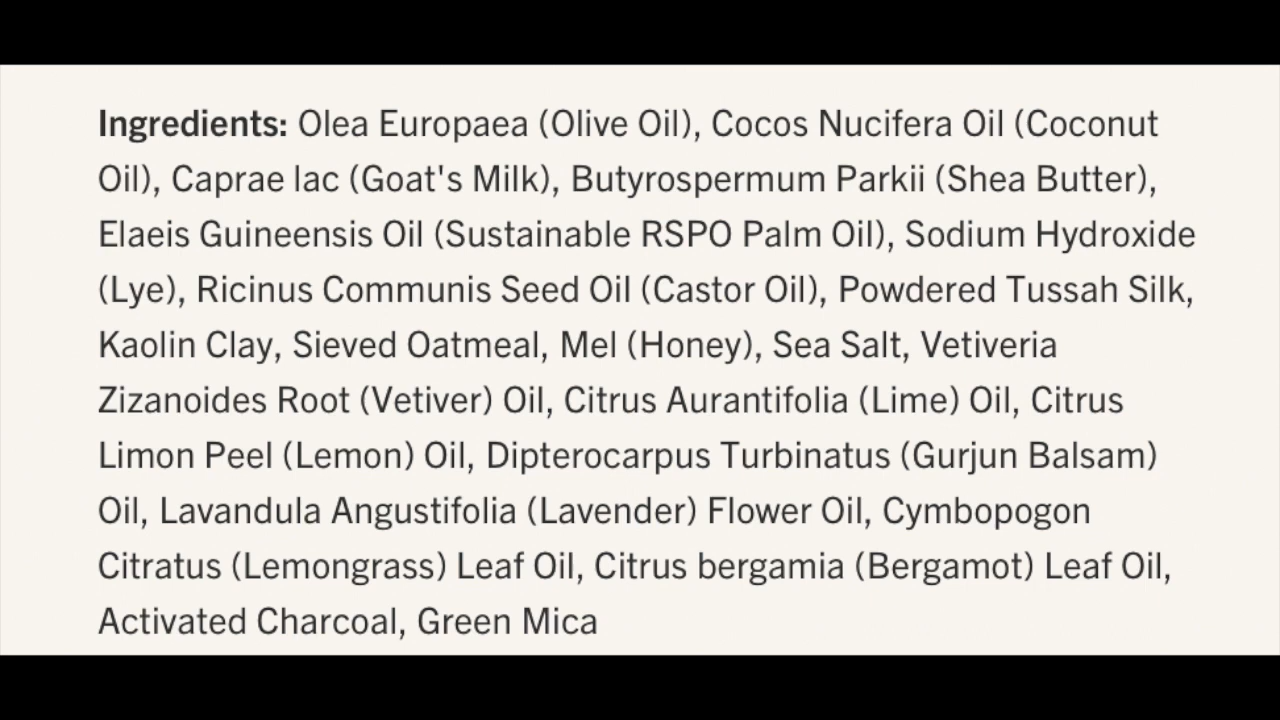 Ingredients: Olea Europaea (Olive Oil), Cocos Nucifera Oil (Coconut
Oil), Caprae lac (Goat's Milk), Butyrospermum Parkii (Shea Butter),
Elaeis Guineensis Oil (Sustainable RSPO Palm Oil), Sodium Hydroxide
(Lye), Ricinus Communis Seed Oil (Castor Oil), Powdered Tussah Silk,
Kaolin Clay, Sieved Oatmeal, Mel (Honey), Sea Salt, Vetiveria
Zizanoides Root (Vetiver) Oil, Citrus Aurantifolia (Lime) Oil, Citrus
Limon Peel (Lemon) Oil, Dipterocarpus Turbinatus (Gurjun Balsam)
Oil, Lavandula Angustifolia (Lavender) Flower Oil, Cymbopogon
Citratus (Lemongrass) Leaf Oil, Citrus bergamia (Bergamot) Leaf Oil,
Activated Charcoal, Green Mica